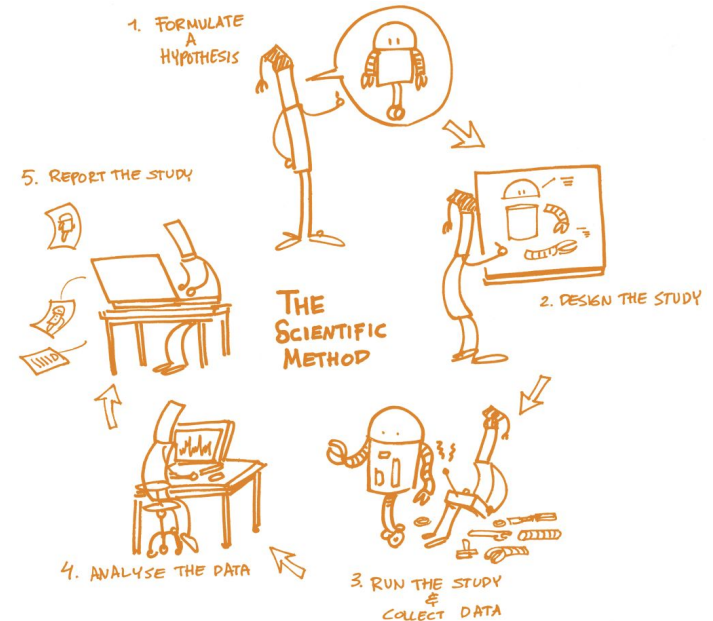 1. FORMULATE
A
HYPOTHESIS
2. DESIGN THE STUDY
3. RUN THE STUDY
&
COLLECT DATA
4. ANALYSE THE DATA
5. REPORT THE STUDY
THE
SCIENTIFIC
METHOD